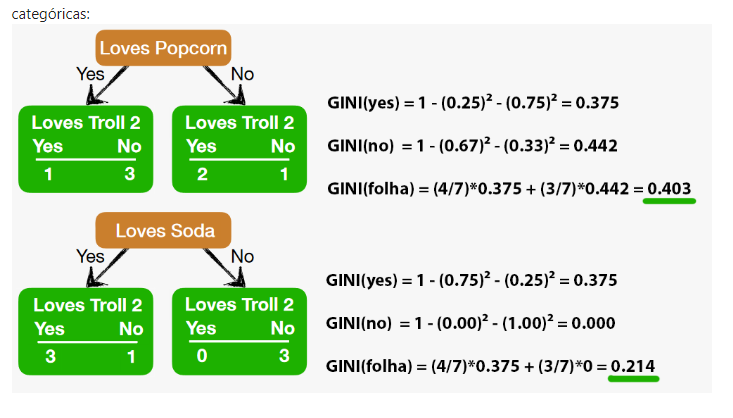 categóricas:
Loves Popcorn
Yes No
Loves Troll 2
Yes No
1 3
Loves Troll 2
Yes No
2 1
GINI(yes) = 1 - (0.25)² - (0.75)² = 0.375
GINI(no) = 1 - (0.67)² - (0.33)² = 0.442
GINI(folha) = (4/7)*0.375 + (3/7)*0.442 = 0.403
Loves Soda
Yes No
Loves Troll 2
Yes No
3 1
Loves Troll 2
Yes No
0 3
GINI(yes) = 1 - (0.75)² - (0.25)² = 0.375
GINI(no) = 1 - (0.00)² - (1.00)² = 0.000
GINI(folha) = (4/7)*0.375 + (3/7)*0 = 0.214